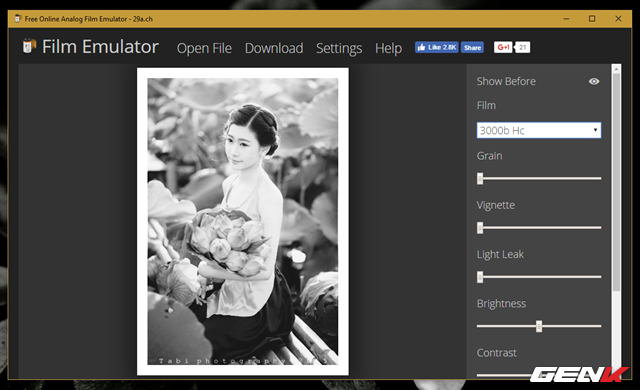 Free Online Analog Film Emulator - 29a.ch
Film Emulator Open File Download Settings Help Like 2.8K Share G+1 21
Show Before
Film
3000b Hc
Grain
Vignette
Light Leak
Brightness
Contrast
Tabi photography
GENK